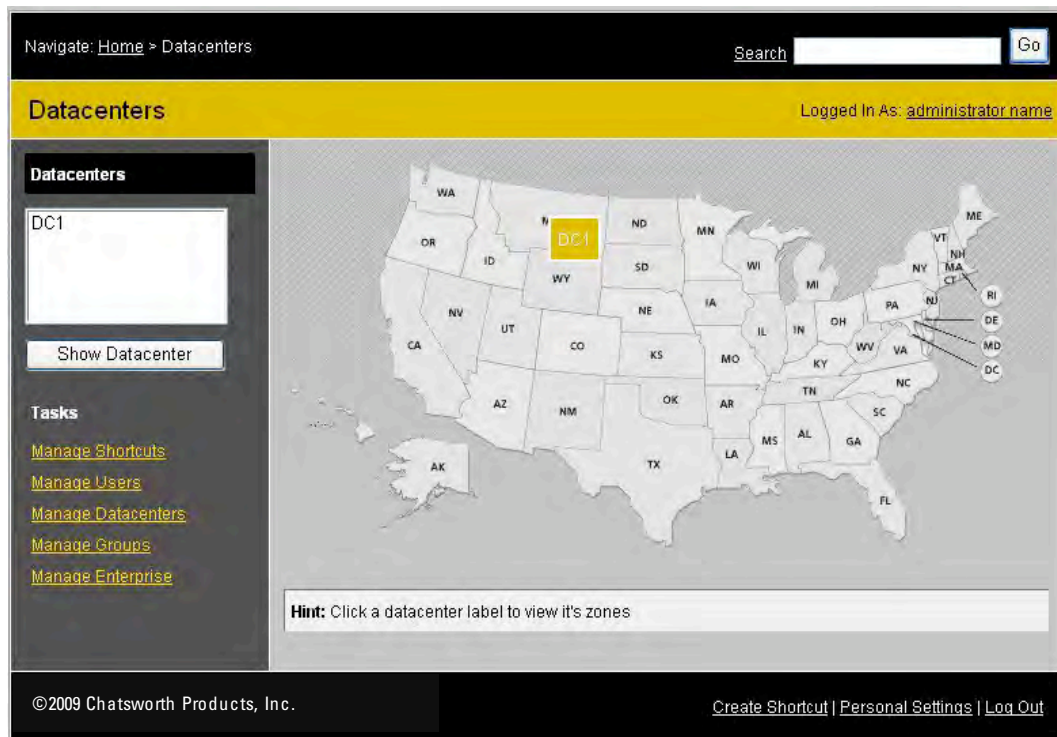 Navigate: Home > Datacenters
Search
Go
Datacenters
Logged In As: administrator name
Datacenters
DC1
Show Datacenter
Tasks
Manage Shortcuts
Manage Users
Manage Datacenters
Manage Groups
Manage Enterprise
WA
OR
ID
M
DC1
WY
ND
SD
NE
MN
WI
IA
MI
NV
UT
CO
CA
KS
MO
IL
IN
OH
KY
WV
VA
PA
NY
VT
NH
ME
MA
CT
NJ
RI
DE
MD
DC
AZ
NM
OK
AR
TN
NC
SC
MS
AL
GA
LA
TX
FL
AK
Hint: Click a datacenter label to view it's zones
©2009 Chatsworth Products, Inc.
Create Shortcut | Personal Settings | Log Out